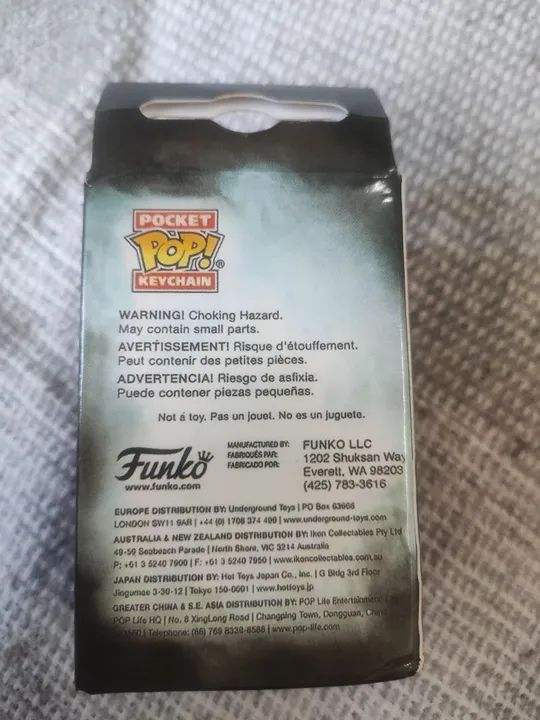 POCKET
POP!®
KEYCHAIN
WARNING! Choking Hazard.
May contain small parts.
AVERTISSEMENT! Risque d'étouffement.
Peut contenir des petites pièces.
ADVERTENCIA! Riesgo de asfixia.
Puede contener piezas pequeñas.
Not á toy. Pas un jouet. No es un juguete.
Funko
www.funko.com
MANUFACTURED BY:
FABRIQUÉS PAR:
FABRICADO POR:
FUNKO LLC
1202 Shuksan Way
Everett, WA 98203
(425) 783-3616
EUROPE DISTRIBUTION BY: Underground Toys | PO Box 63668
LONDON SW11 9AR | +44 (0) 1708 374 499 | www.underground-toys.com
AUSTRALIA & NEW ZEALAND DISTRIBUTION BY: Ikon Collectables Pty Ltd
49-59 Seabeach Parade | North Shore, VIC 3214 Australia
P: +61 3 5240 7900 | F: +61 3 5240 7950 | www.ikoncollectables.com.au
JAPAN DISTRIBUTION BY: Hot Toys Japan Co., Inc. | G Bldg 3rd Floor
Jingumae 3-30-12 | Tokyo 150-0001 | www.hottoys.jp
GREATER CHINA & S.E. ASIA DISTRIBUTION BY: POP Life Entertainment
POP Life HQ | No. 8 XingLong Road | Changping Town, Dongguan, China
Telephone: (86) 769 8339-8588 | www.pop-life.com